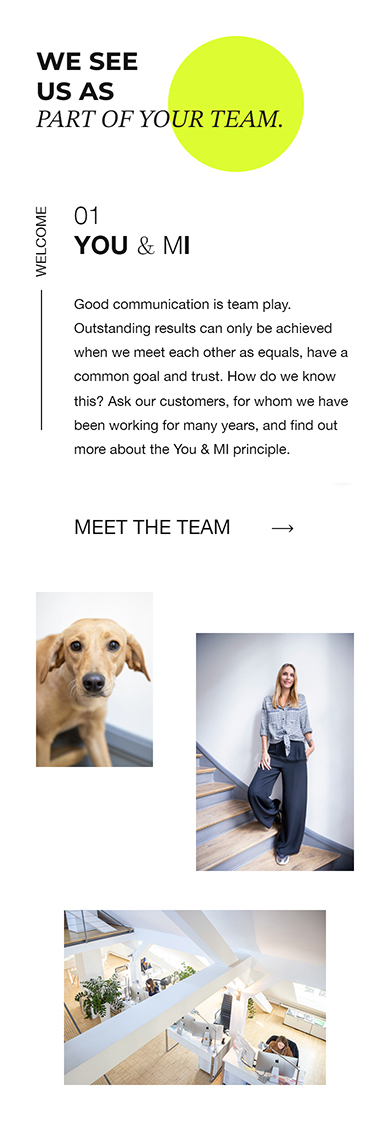 WE SEE
US AS
PART OF YOUR TEAM.
WELCOME
01
YOU & MI
Good communication is team play.
Outstanding results can only be achieved
when we meet each other as equals, have a
common goal and trust. How do we know
this? Ask our customers, for whom we have
been working for many years, and find out
more about the You & MI principle.
MEET THE TEAM